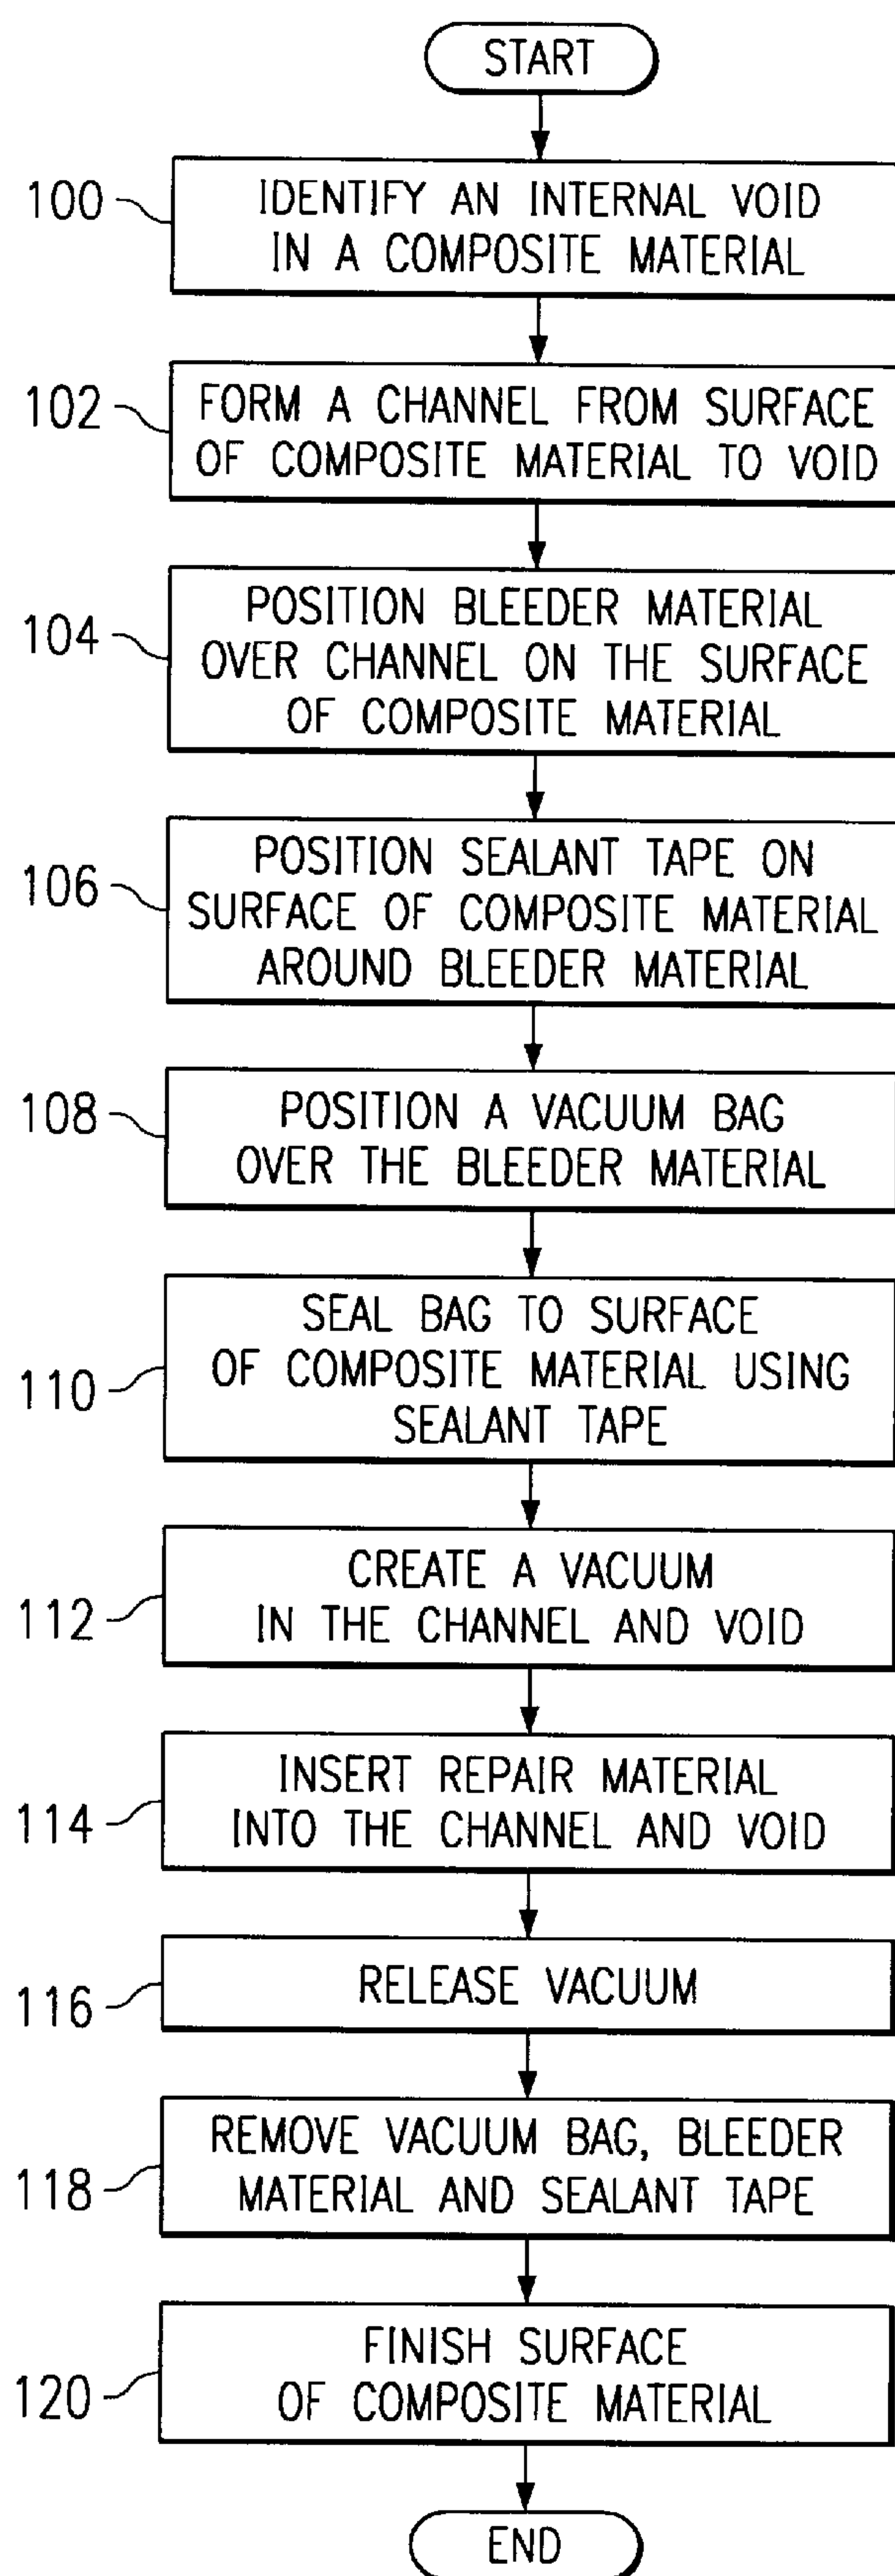 START
100
IDENTIFY AN INTERNAL VOID
IN A COMPOSITE MATERIAL
102
FORM A CHANNEL FROM SURFACE
OF COMPOSITE MATERIAL TO VOID
104
POSITION BLEEDER MATERIAL
OVER CHANNEL ON THE SURFACE
OF COMPOSITE MATERIAL
106
POSITION SEALANT TAPE ON
SURFACE OF COMPOSITE MATERIAL
AROUND BLEEDER MATERIAL
108
POSITION A VACUUM BAG
OVER THE BLEEDER MATERIAL
110
SEAL BAG TO SURFACE
OF COMPOSITE MATERIAL USING
SEALANT TAPE
112
CREATE A VACUUM
IN THE CHANNEL AND VOID
114
INSERT REPAIR MATERIAL
INTO THE CHANNEL AND VOID
116
RELEASE VACUUM
118
REMOVE VACUUM BAG, BLEEDER
MATERIAL AND SEALANT TAPE
120
FINISH SURFACE
OF COMPOSITE MATERIAL
END